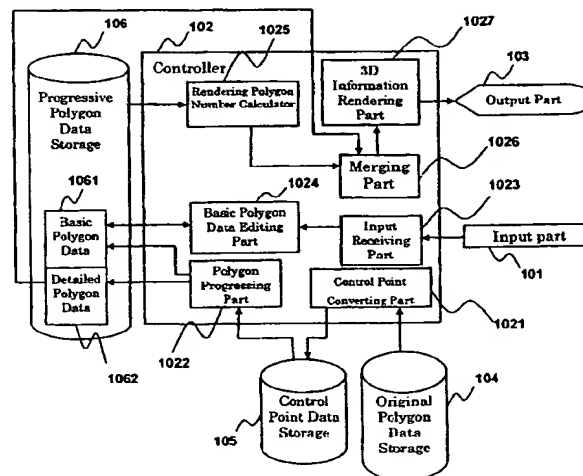 106
102
1025
1027
103
Controller
Progressive
Polygon
Data
Storage
Rendering Polygon
Number Calculator
3D
Information
Rendering
Part
Output Part
1026
Merging
Part
1061
1024
1023
Basic
Polygon
Data
Basic Polygon
Data Editing
Part
Input
Receiving
Part
Input part
101
Detailed
Polygon
Data
Polygon
Progressing
Part
Control Point
Converting Part
1021
1062
1022
Control
Point Data
Storage
105
Original
Polygon
Data
Storage
104